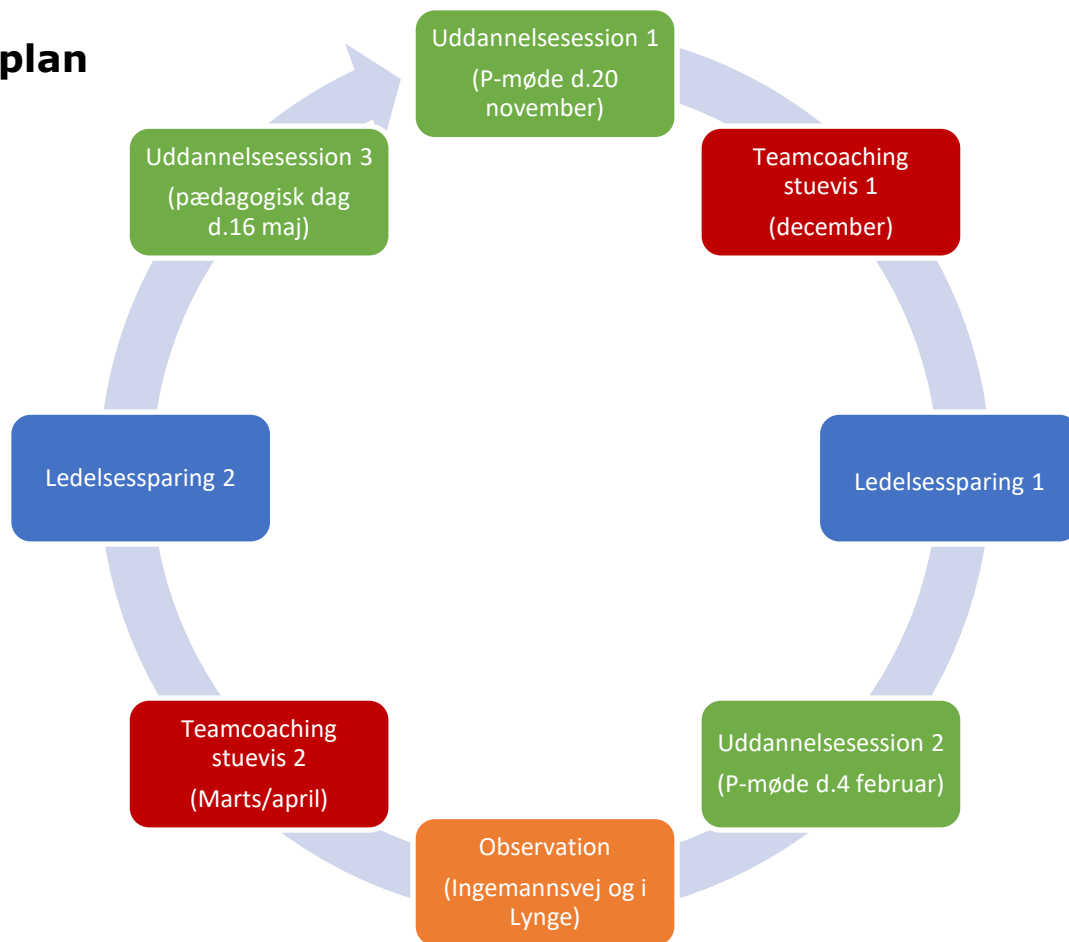 plan
Uddannelsesession 1
(P-møde d.20
november)
Teamcoaching
stuevis 1
(december)
Ledelsessparing 1
Uddannelsesession 2
(P-møde d.4 februar)
Observation
(Ingemannsvej og i
Lynge)
Teamcoaching
stuevis 2
(Marts/april)
Ledelsessparing 2
Uddannelsesession 3
(pædagogisk dag
d.16 maj)